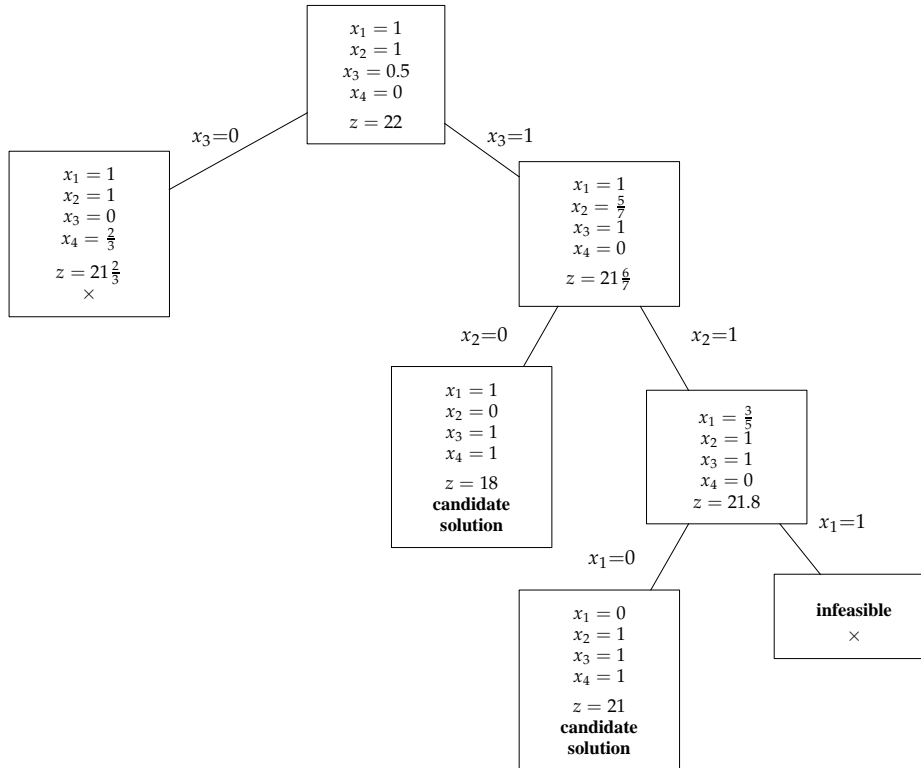 x₁ = 1
x₂ = 1
x₃ = 0.5
x₄ = 0
z = 22
x₃=0
x₃=1
x₁ = 1
x₂ = 1
x₃ = 0
x₄ = 2/3
z = 21 2/3
×
x₁ = 1
x₂ = 5/7
x₃ = 1
x₄ = 0
z = 21 6/7
x₂=0
x₂=1
x₁ = 1
x₂ = 0
x₃ = 1
x₄ = 1
z = 18
candidate
solution
x₁ = 3/5
x₂ = 1
x₃ = 1
x₄ = 0
z = 21.8
x₁=0
x₁=1
x₁ = 0
x₂ = 1
x₃ = 1
x₄ = 1
z = 21
candidate
solution
infeasible
×